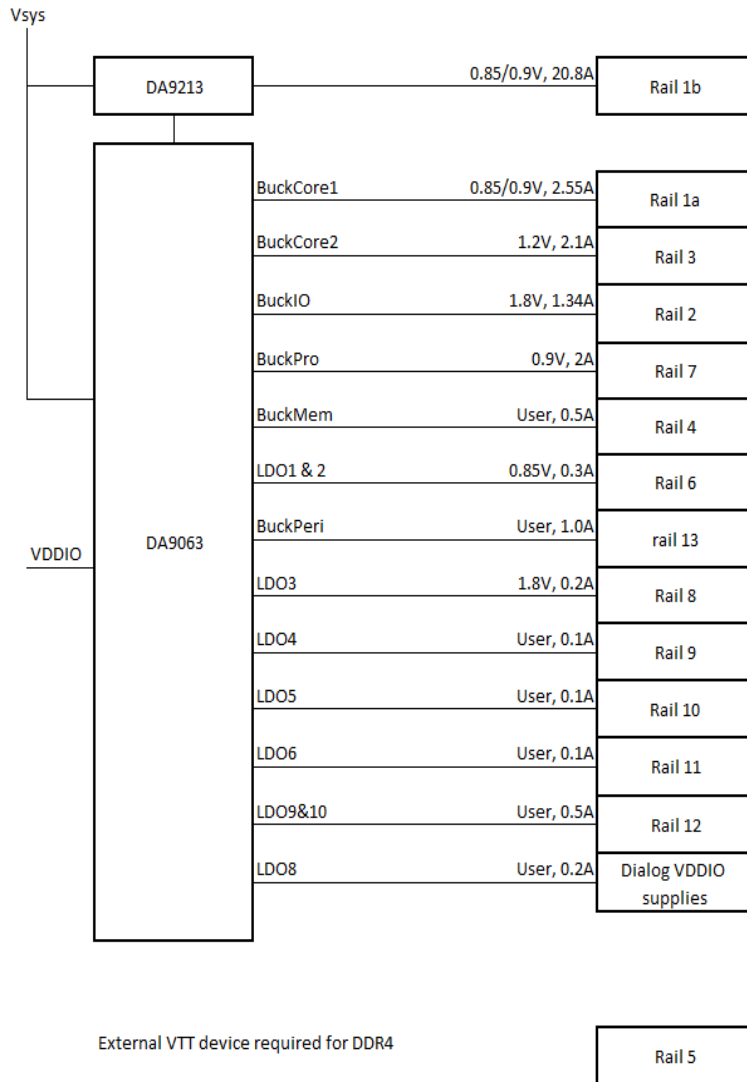 Vsys
DA9213
0.85/0.9V, 20.8A
Rail 1b
BuckCore1
0.85/0.9V, 2.55A
Rail 1a
BuckCore2
1.2V, 2.1A
Rail 3
BuckIO
1.8V, 1.34A
Rail 2
BuckPro
0.9V, 2A
Rail 7
BuckMem
User, 0.5A
Rail 4
LDO1 & 2
0.85V, 0.3A
Rail 6
BuckPeri
User, 1.0A
rail 13
VDDIO
DA9063
LDO3
1.8V, 0.2A
Rail 8
LDO4
User, 0.1A
Rail 9
LDO5
User, 0.1A
Rail 10
LDO6
User, 0.1A
Rail 11
LDO9&10
User, 0.5A
Rail 12
LDO8
User, 0.2A
Dialog VDDIO
supplies
External VTT device required for DDR4
Rail 5